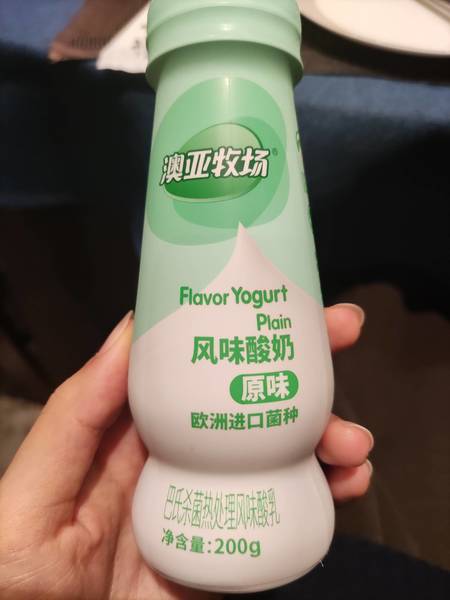 澳亚牧场®
Flavor Yogurt
Plain
风味酸奶
原味
欧洲进口菌种
巴氏杀菌热处理风味酸乳
净含量:200g